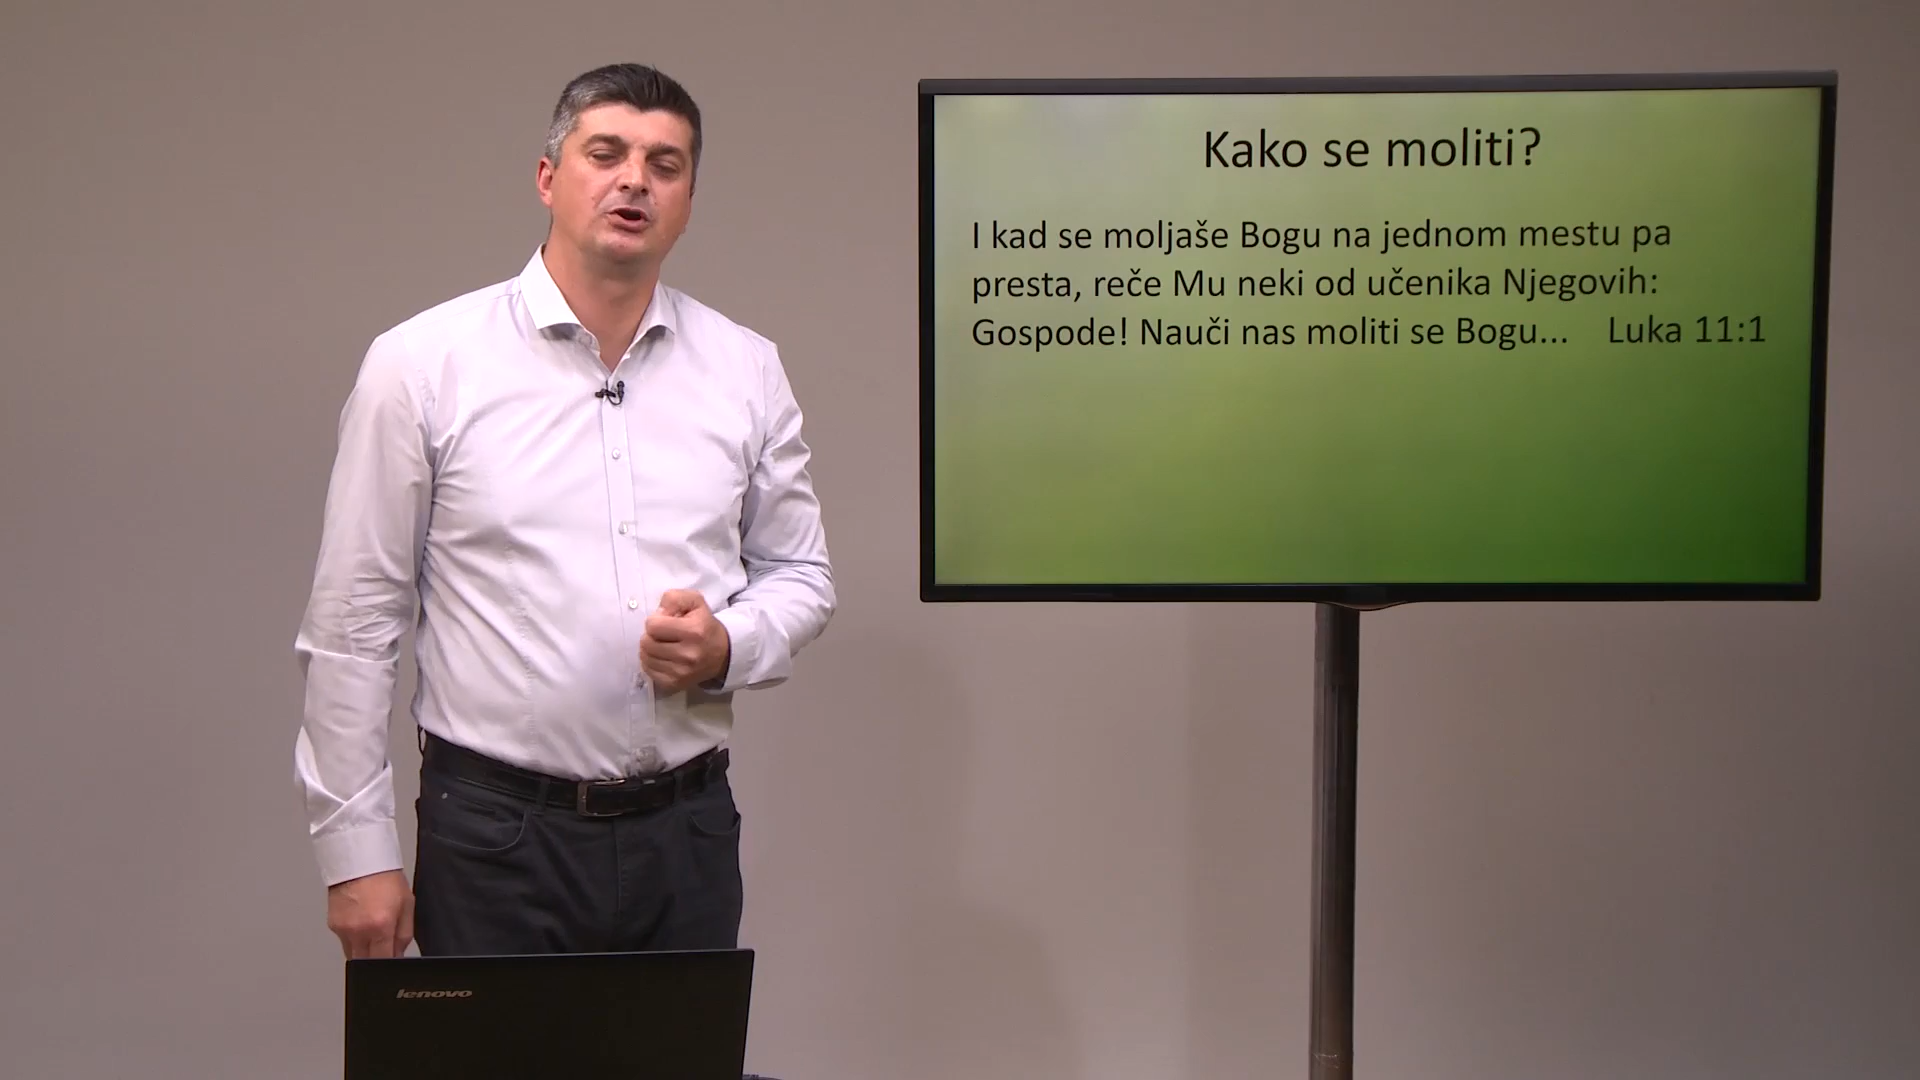 Kako se moliti?
I kad se moljaše Bogu na jednom mestu pa
presta, reče Mu neki od učenika Njegovih:
Gospode! Nauči nas moliti se Bogu... Luka 11:1
lenovo